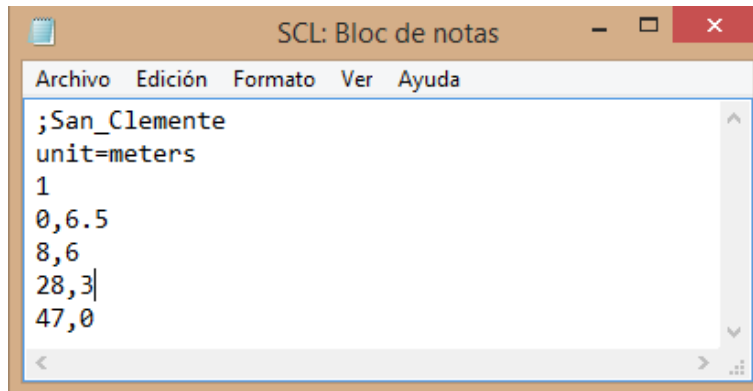 SCL: Bloc de notas
Archivo Edición Formato Ver Ayuda
;San_Clemente
unit=meters
1
0,6.5
8,6
28,3
47,0